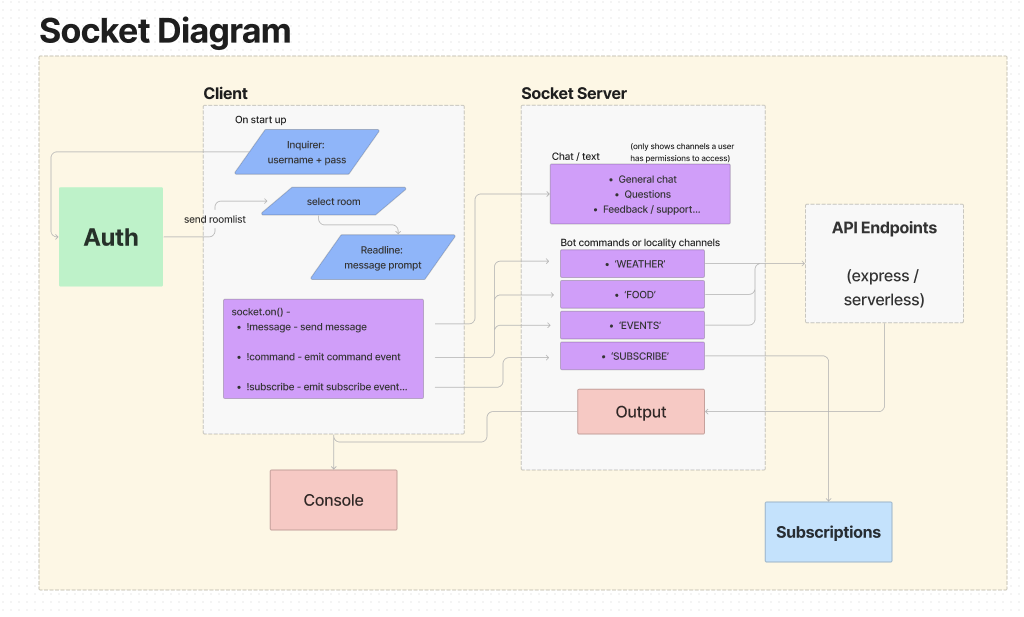 Socket Diagram
Client
On start up
Inquirer:
username + pass
select room
Readline:
message prompt
Auth
send roomlist
socket.on() -
• !message - send message
• !command - emit command event
• !subscribe - emit subscribe event...
Console
Socket Server
(only shows channels a user
has permissions to access)
Chat / text
• General chat
• Questions
• Feedback / support...
Bot commands or locality channels
• 'WEATHER'
• 'FOOD'
• 'EVENTS'
• 'SUBSCRIBE'
Output
API Endpoints
(express /
serverless)
Subscriptions